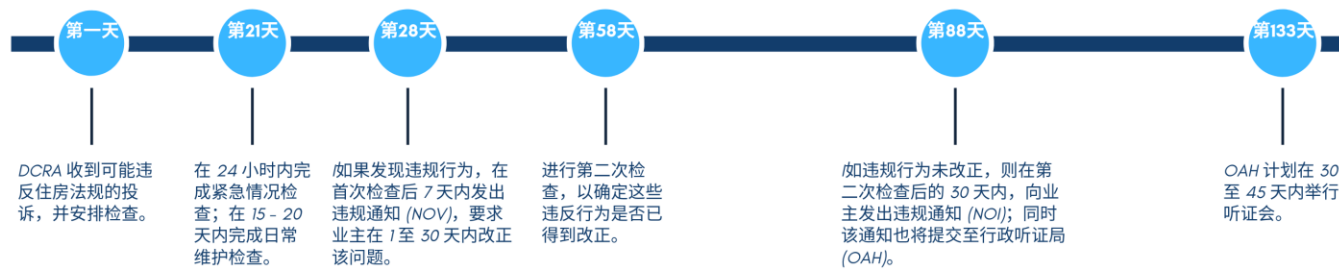 第一天
第21天
第28天
第58天
第88天
第133天
DCRA 收到可能违
反住房法规的投
诉，并安排检查。
在 24 小时内完
成紧急情况检
查；在 15 - 20
天内完成日常
维护检查。
I如果发现违规行为，在
首次检查后 7 天内发出
违规通知 (NOV)，要求
业主在 1 至 30 天内改正
该问题。
进行第二次检
查，以确定这些
违反行为是否已
得到改正。
I如违规行为未改正，则在第
二次检查后的 30 天内，向业
主发出违规通知 (NOI)；同时
该通知也将提交至行政听证局
(OAH)。
OAH 计划在 30
至 45 天内举行
听证会。